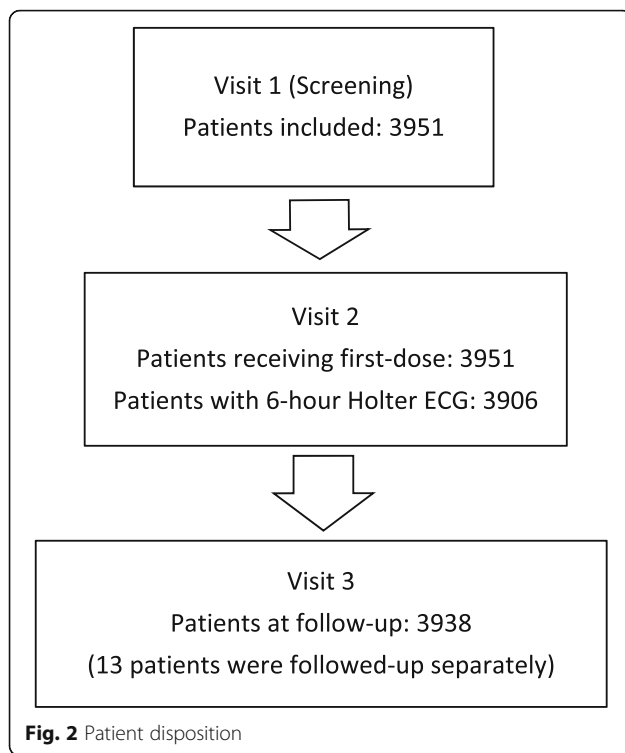 Visit 1 (Screening)
Patients included: 3951
Visit 2
Patients receiving first-dose: 3951
Patients with 6-hour Holter ECG: 3906
Visit 3
Patients at follow-up: 3938
(13 patients were followed-up separately)
Fig. 2 Patient disposition